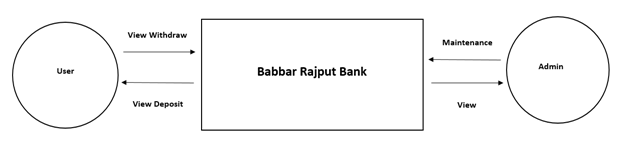 View Withdraw
User
View Deposit
Babbar Rajput Bank
Maintenance
Admin
View